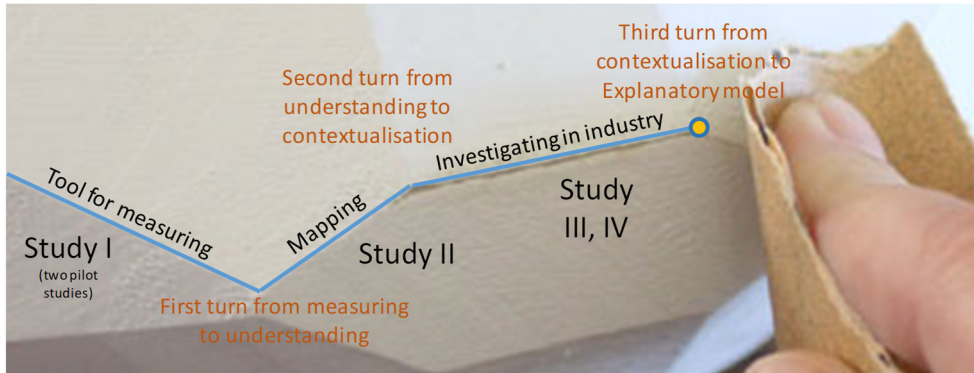 Third turn from
contextualisation to
Explanatory model
Second turn from
understanding to
contextualisation
Investigating in industry
Tool for measuring
Mapping
Study
III, IV
Study I
(two pilot
studies)
Study II
First turn from measuring
to understanding